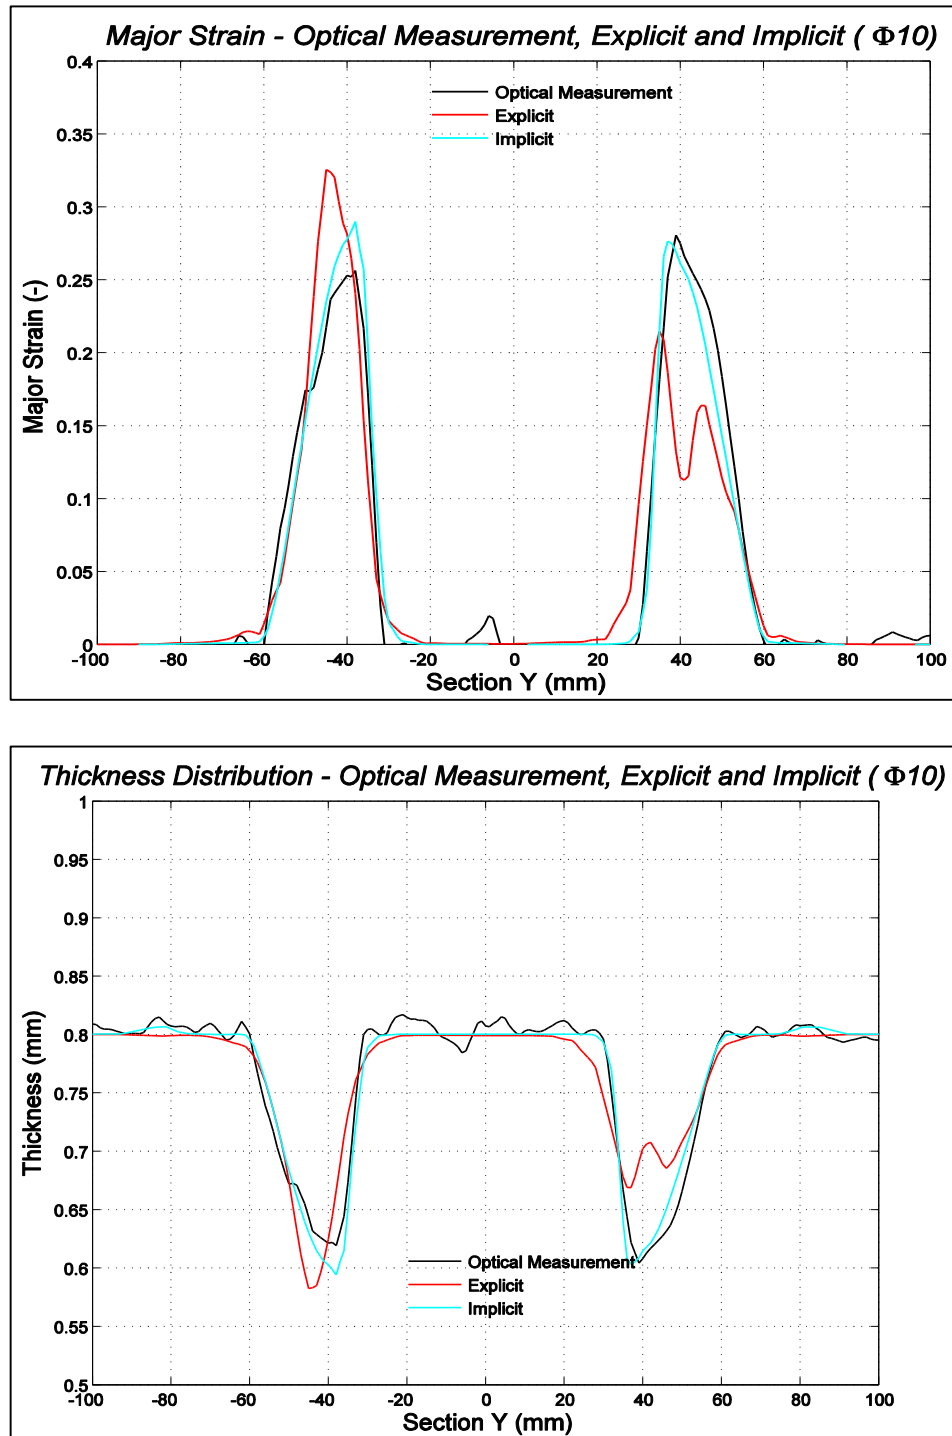 Major Strain - Optical Measurement, Explicit and Implicit ( Φ10)
0.4
0.35
0.3
0.25
0.2
0.15
0.1
0.05
0
Major Strain (-)
Optical Measurement
Explicit
Implicit
-100 -80 -60 -40 -20 0 20 40 60 80 100
Section Y (mm)
Thickness Distribution - Optical Measurement, Explicit and Implicit ( Φ10)
1
0.95
0.9
0.85
0.8
0.75
0.7
0.65
0.6
0.55
0.5
Thickness (mm)
Optical Measurement
Explicit
Implicit
-100 -80 -60 -40 -20 0 20 40 60 80 100
Section Y (mm)